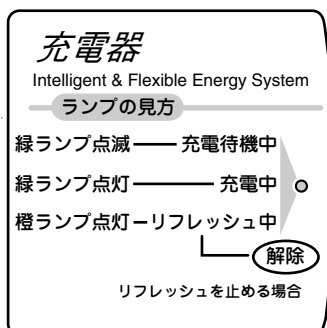 充電器
Intelligent & Flexible Energy System
ランプの見方
緑ランプ点滅 ―― 充電待機中
緑ランプ点灯 ――― 充電中
橙ランプ点灯 − リフレッシュ中
解除
リフレッシュを止める場合